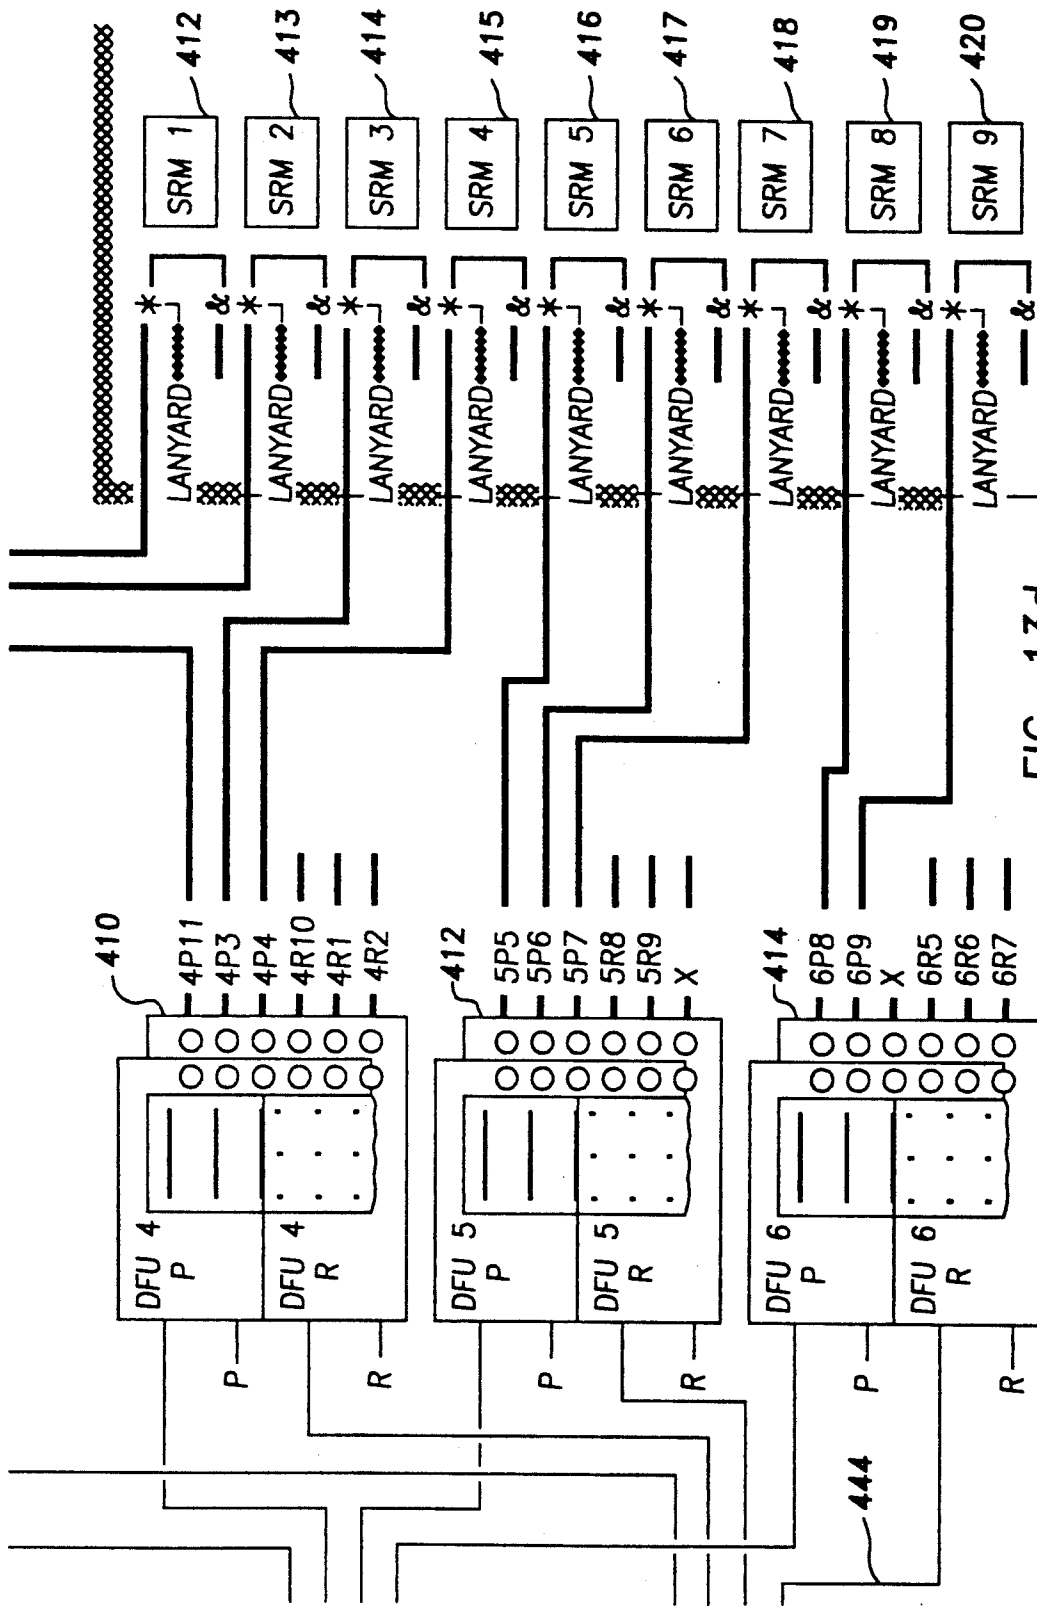 410
DFU 4
P
DFU 4
R
P
R
4P11
4P3
4P4
4R10
4R1
4R2
412
DFU 5
P
DFU 5
R
P
R
5P5
5P6
5P7
5R8
5R9
X
414
DFU 6
P
DFU 6
R
P
R
6P8
6P9
X
6R5
6R6
6R7
444
* LANYARD &
* LANYARD &
* LANYARD &
* LANYARD &
* LANYARD &
* LANYARD &
* LANYARD &
* LANYARD &
* LANYARD &
SRM 1 412
SRM 2 413
SRM 3 414
SRM 4 415
SRM 5 416
SRM 6 417
SRM 7 418
SRM 8 419
SRM 9 420
FIG. 13d